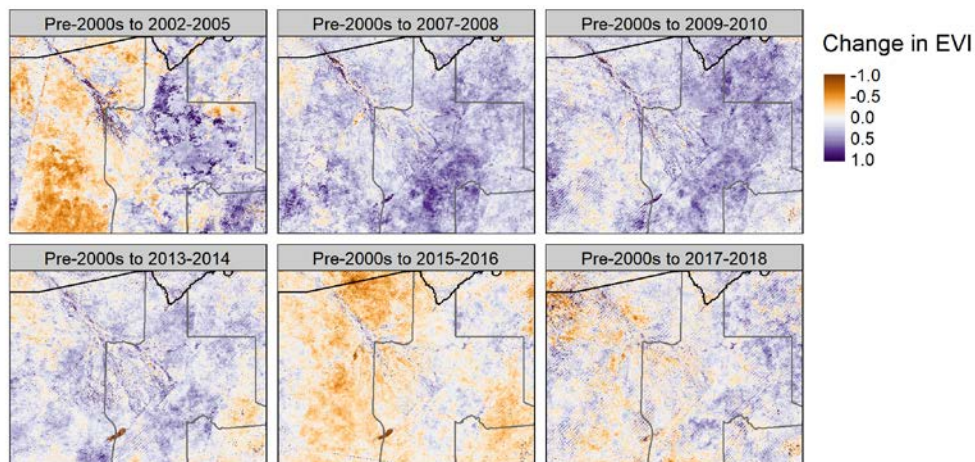 Pre-2000s to 2002-2005
Pre-2000s to 2007-2008
Pre-2000s to 2009-2010
Change in EVI
-1.0
-0.5
0.0
0.5
1.0
Pre-2000s to 2013-2014
Pre-2000s to 2015-2016
Pre-2000s to 2017-2018